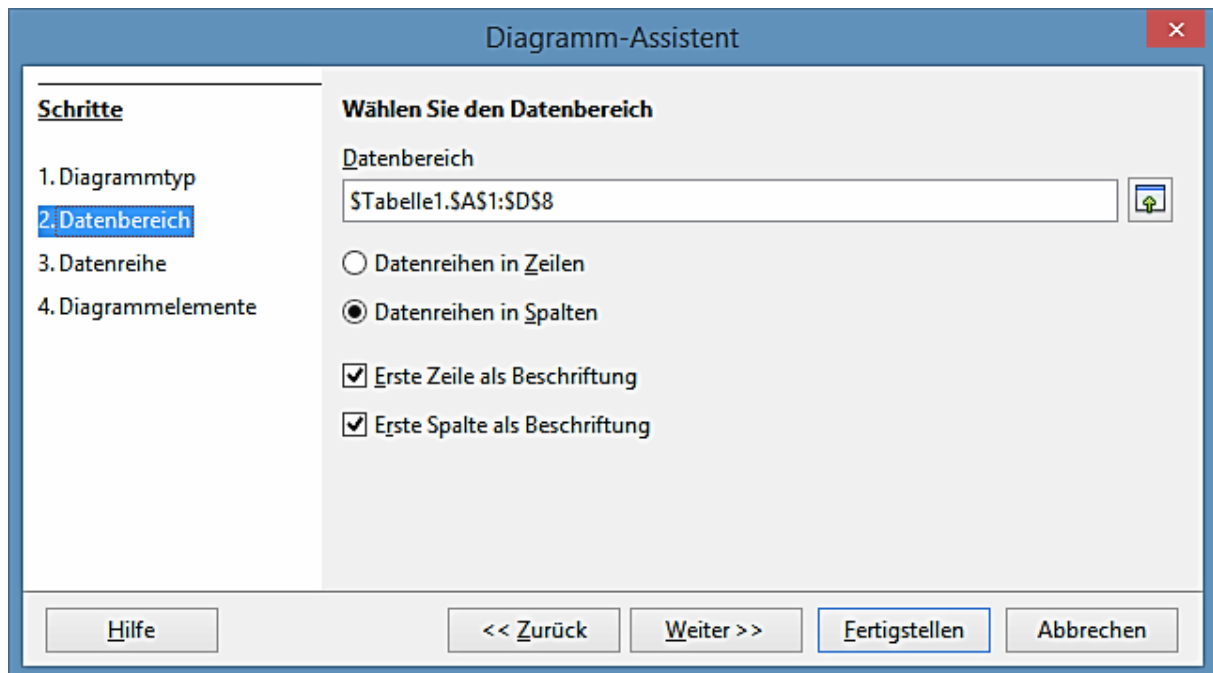 Diagramm-Assistent
Schritte
1. Diagrammtyp
2. Datenbereich
3. Datenreihe
4. Diagrammelemente
Wählen Sie den Datenbereich
Datenbereich
$Tabelle1.$A$1:$D$8
Datenreihen in Zeilen
Datenreihen in Spalten
Erste Zeile als Beschriftung
Erste Spalte als Beschriftung
Hilfe
<< Zurück
Weiter >>
Fertigstellen
Abbrechen